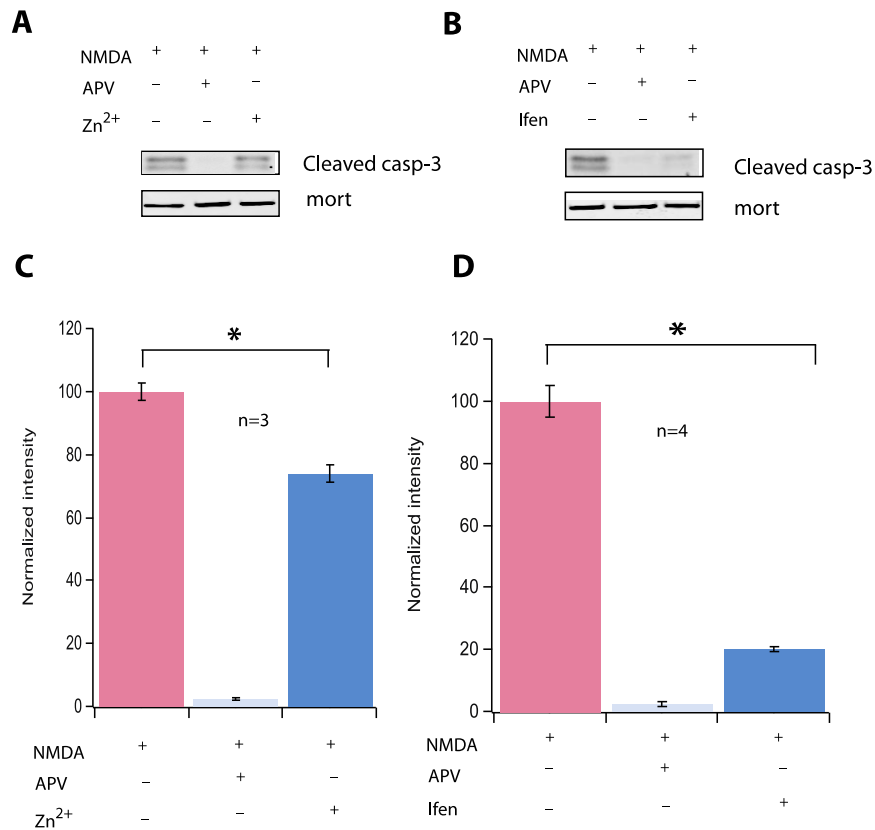 A
NMDA + + +
APV – + –
Zn2+ – – +
Cleaved casp-3
mort
B
NMDA + + +
APV – + –
Ifen – – +
Cleaved casp-3
mort
C
120
100
80
60
40
20
0
Normalized intensity
*
n=3
NMDA + + +
APV – + –
Zn2+ – – +
D
120
100
80
60
40
20
0
Normalized intensity
*
n=4
NMDA + + +
APV – + –
Ifen – – +